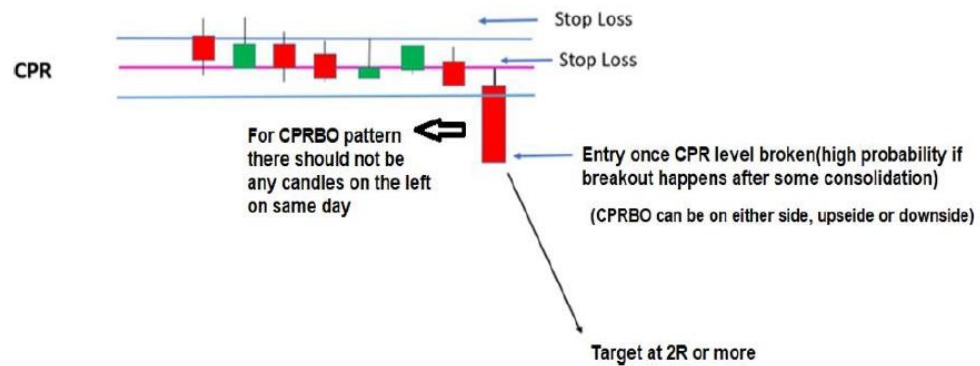 Stop Loss
Stop Loss
CPR
For CPRBO pattern
there should not be
any candles on the left
on same day
Entry once CPR level broken(high probability if
breakout happens after some consolidation)
(CPRBO can be on either side, upseide or downside)
Target at 2R or more